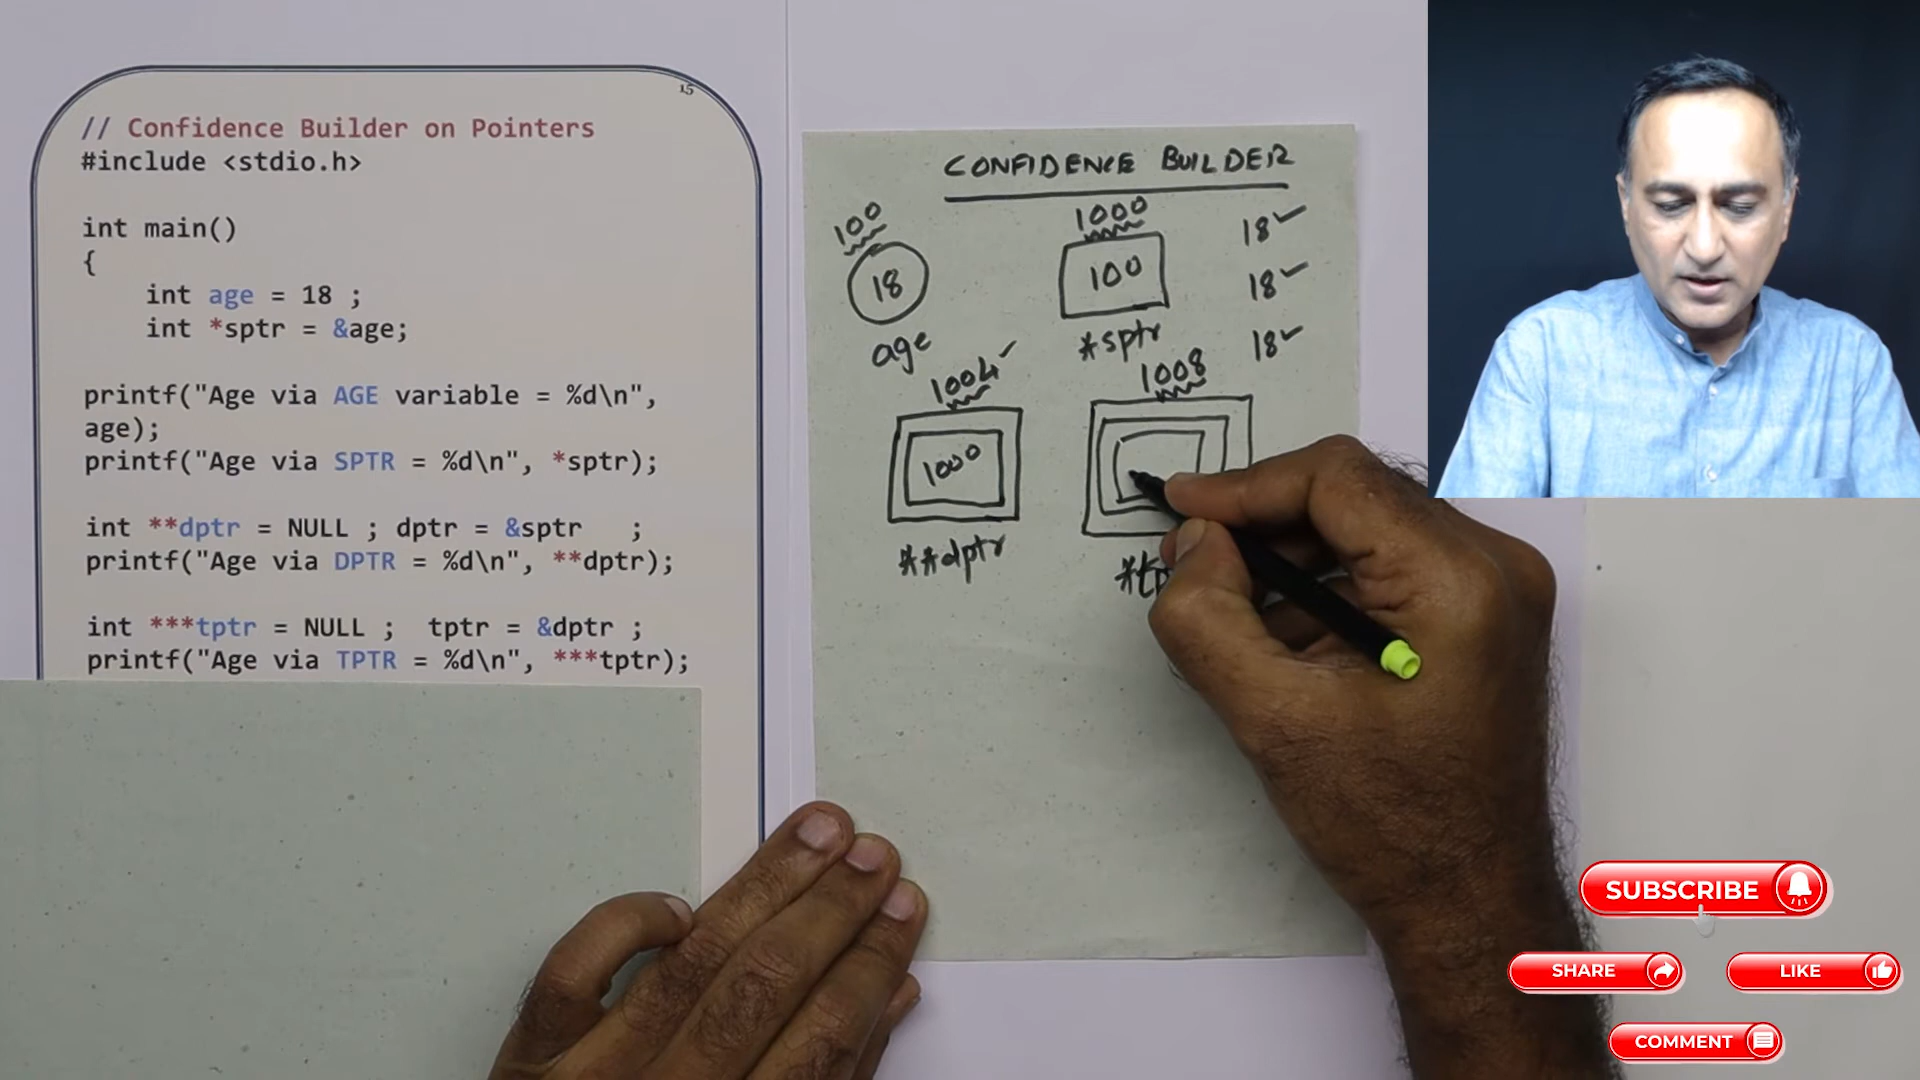 15
// Confidence Builder on Pointers
#include <stdio.h>
int main()
{
int age = 18 ;
int *sptr = &age;
printf("Age via AGE variable = %d\n",
age);
printf("Age via SPTR = %d\n", *sptr);
int **dptr = NULL ; dptr = &sptr ;
printf("Age via DPTR = %d\n", **dptr);
int ***tptr = NULL ; tptr = &dptr ;
printf("Age via TPTR = %d\n", ***tptr);
CONFIDENCE BUILDER
100
18
age
1000
100
*sptr
18
18
18
1004
1000
**dptr
1008
SUBSCRIBE
SHARE
LIKE
COMMENT